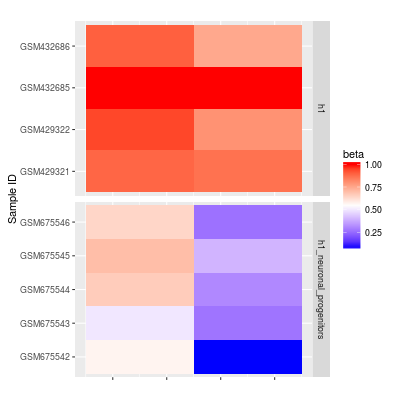 GSM432686
GSM432685
GSM429322
GSM429321
h1
GSM675546
GSM675545
GSM675544
GSM675543
GSM675542
h1_neuronal_progenitors
Sample ID
beta
1.00
0.75
0.50
0.25